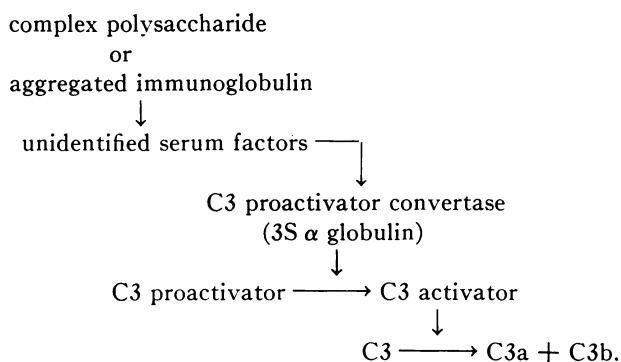 complex polysaccharide
or
aggregated immunoglobulin
unidentified serum factors
C3 proactivator convertase
(3S α globulin)
C3 proactivator C3 activator
C3 C3a + C3b.